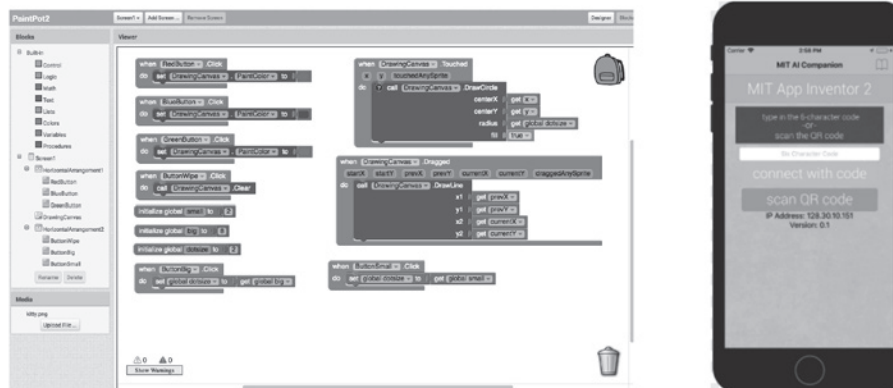 PaintPot2
Screen1 Add Screen... Remove Screen
Designer
Blocks
Viewer
Built-in
Control
Logic
Math
Text
Lists
Colors
Variables
Procedures
Screen1
HorizontalArrangement1
RedButton
BlueButton
GreenButton
DrawingCanvas
HorizontalArrangement2
ButtonWipe
ButtonBig
ButtonSmall
Rename Delete
Media
kitty.png
Upload File ...
when RedButton .Click
do set DrawingCanvas . PaintColor to
when BlueButton .Click
do set DrawingCanvas . PaintColor to
when GreenButton .Click
do set DrawingCanvas . PaintColor to
when ButtonWipe .Click
do call DrawingCanvas .Clear
initialize global small to 2
initialize global big to 8
initialize global dotsize to 2
when ButtonBig .Click
do set global dotsize to get global big
when DrawingCanvas .Touched
x y touchedAnySprite
do call DrawingCanvas .DrawCircle
centerX get x
centerY get y
radius get global dotsize
fill true
when DrawingCanvas .Dragged
startX startY prevX prevY currentX currentY draggedAnySprite
do call DrawingCanvas .DrawLine
x1 get prevX
y1 get prevY
x2 get currentX
y2 get currentY
when ButtonSmall .Click
do set global dotsize to get global small
0 0
Show Warnings
Carrier 2:58 PM
MIT AI Companion
MIT App Inventor 2
type in the 6-character code
-or-
scan the QR code
Six Character Code
connect with code
scan QR code
IP Address: 128.30.10.151
Version: 0.1